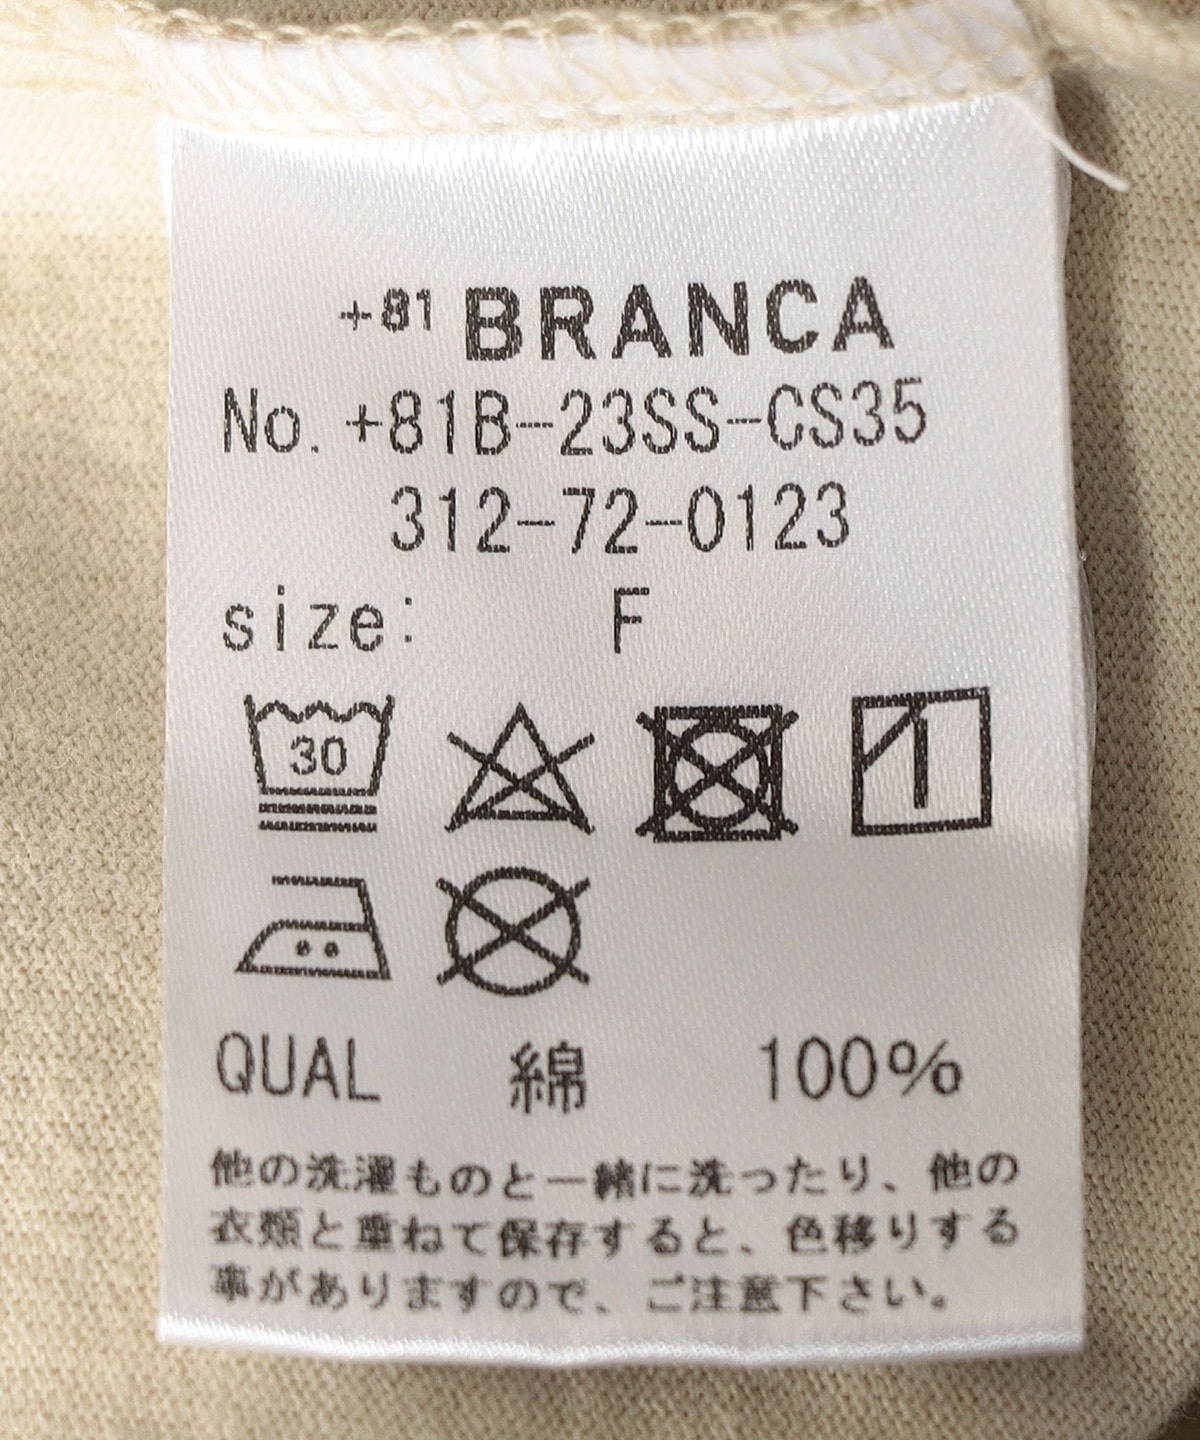 +81 BRANCA
No. +81B-23SS-CS35
312-72-0123
size: F
30
QUAL 綿 100%
他の洗濯ものと一緒に洗ったり、他の
衣類と重ねて保存すると、色移りする
事がありますので、ご注意下さい。